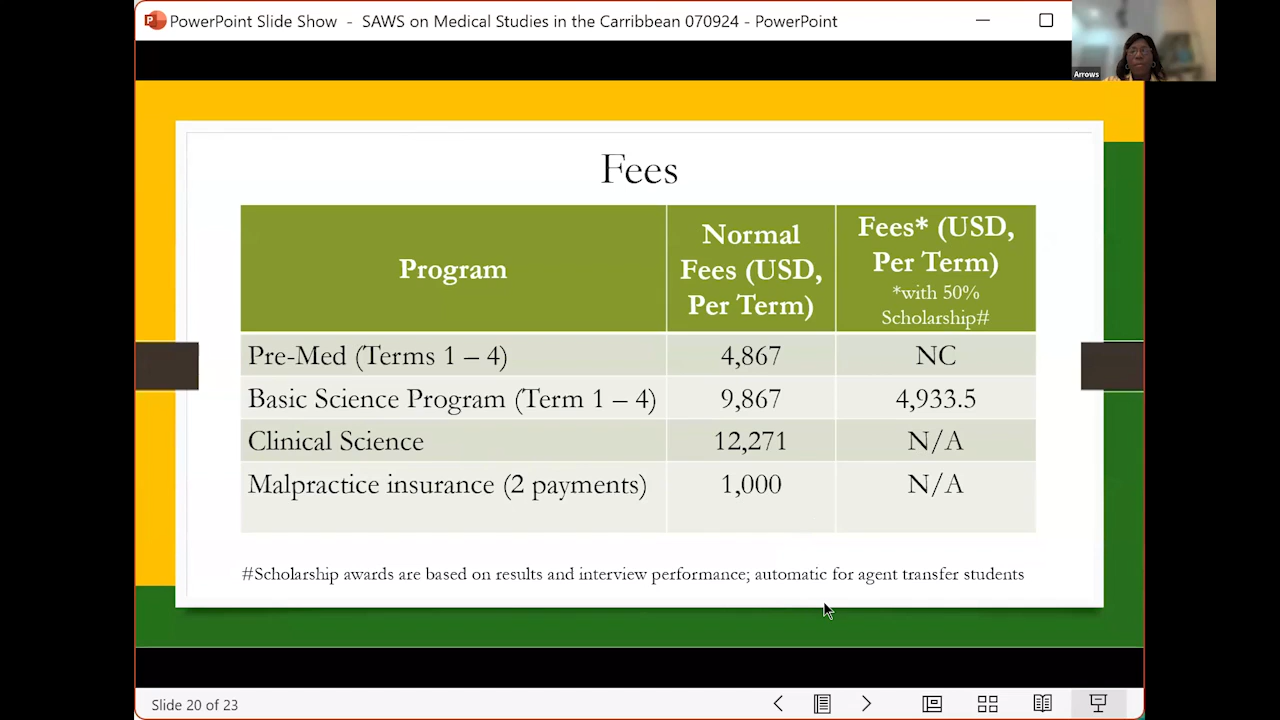 PowerPoint Slide Show - SAWS on Medical Studies in the Carribbean 070924 - PowerPoint
Arrows
Fees
Program
Normal
Fees (USD,
Per Term)
Fees* (USD,
Per Term)
*with 50%
Scholarship#
Pre-Med (Terms 1 – 4) 4,867 NC
Basic Science Program (Term 1 – 4) 9,867 4,933.5
Clinical Science 12,271 N/A
Malpractice insurance (2 payments) 1,000 N/A
#Scholarship awards are based on results and interview performance; automatic for agent transfer students
Slide 20 of 23